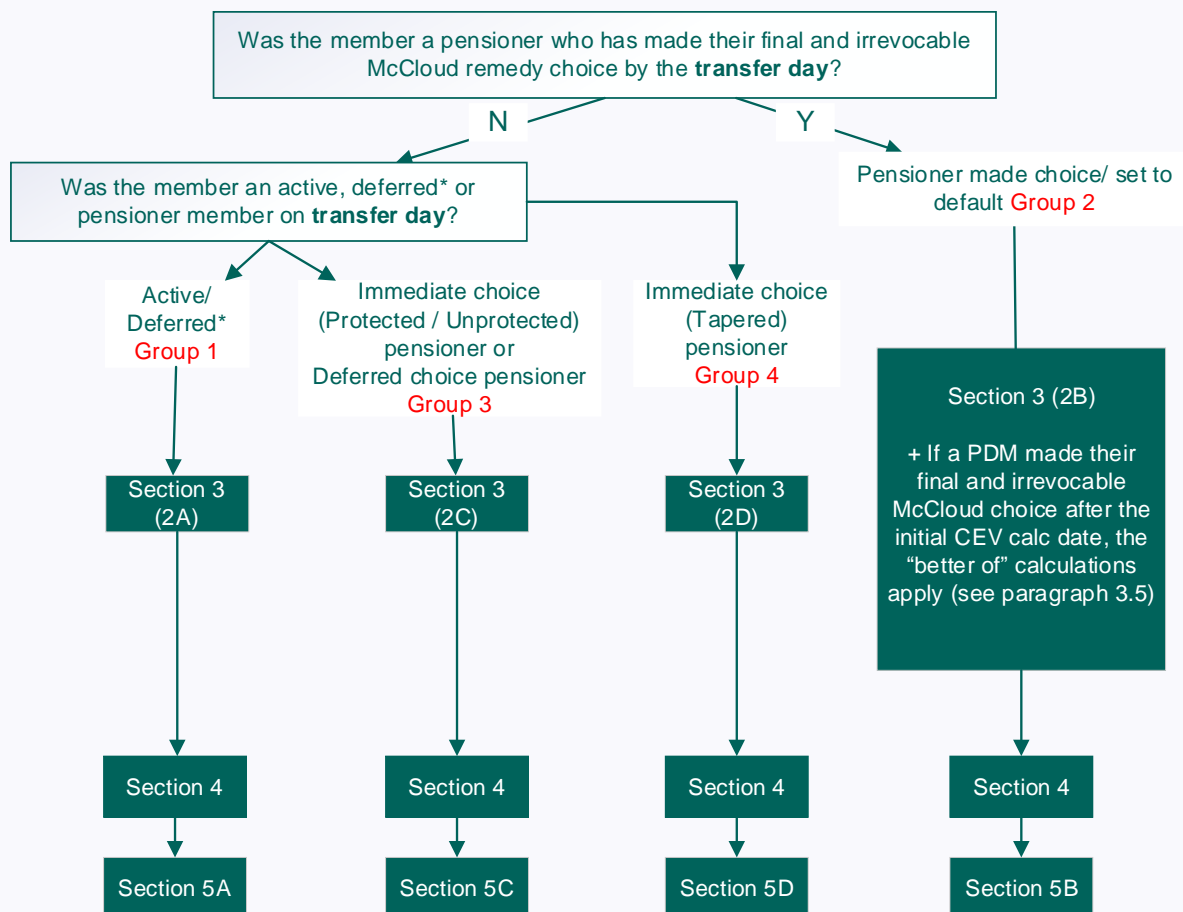 Was the member a pensioner who has made their final and irrevocable
McCloud remedy choice by the transfer day?
N
Y
Was the member an active, deferred* or
pensioner member on transfer day?
Pensioner made choice/ set to
default Group 2
Active/
Deferred*
Group 1
Immediate choice
(Protected / Unprotected)
pensioner or
Deferred choice pensioner
Group 3
Immediate choice
(Tapered)
pensioner
Group 4
Section 3 (2B)
+ If a PDM made their
final and irrevocable
McCloud choice after the
initial CEV calc date, the
“better of” calculations
apply (see paragraph 3.5)
Section 3
(2A)
Section 3
(2C)
Section 3
(2D)
Section 4
Section 4
Section 4
Section 4
Section 5A
Section 5C
Section 5D
Section 5B